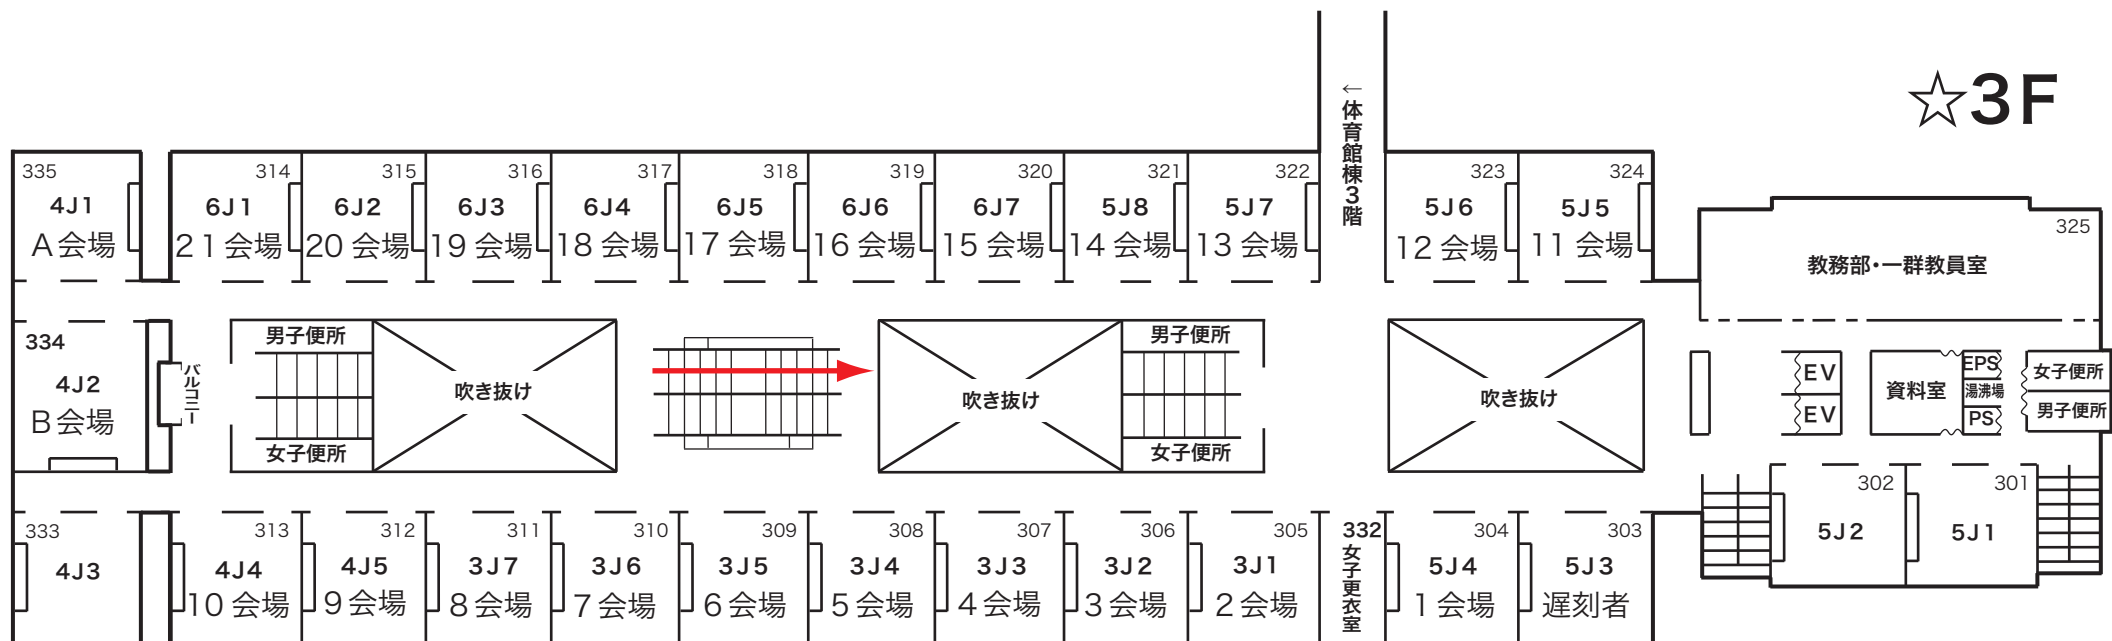 ☆3F
←体育館棟3階
335
4J1
A会場
314
6J1
21会場
315
6J2
20会場
316
6J3
19会場
317
6J4
18会場
318
6J5
17会場
319
6J6
16会場
320
6J7
15会場
321
5J8
14会場
322
5J7
13会場
323
5J6
12会場
324
5J5
11会場
325
教務部・一群教員室
334
4J2
B会場
バルコニー
男子便所
女子便所
吹き抜け
吹き抜け
男子便所
女子便所
吹き抜け
EV
EV
資料室
EPS
湯沸場
PS
女子便所
男子便所
302
5J2
301
5J1
333
4J3
313
4J4
10会場
312
4J5
9会場
311
3J7
8会場
310
3J6
7会場
309
3J5
6会場
308
3J4
5会場
307
3J3
4会場
306
3J2
3会場
305
3J1
2会場
332
女子更衣室
304
5J4
1会場
303
5J3
遅刻者